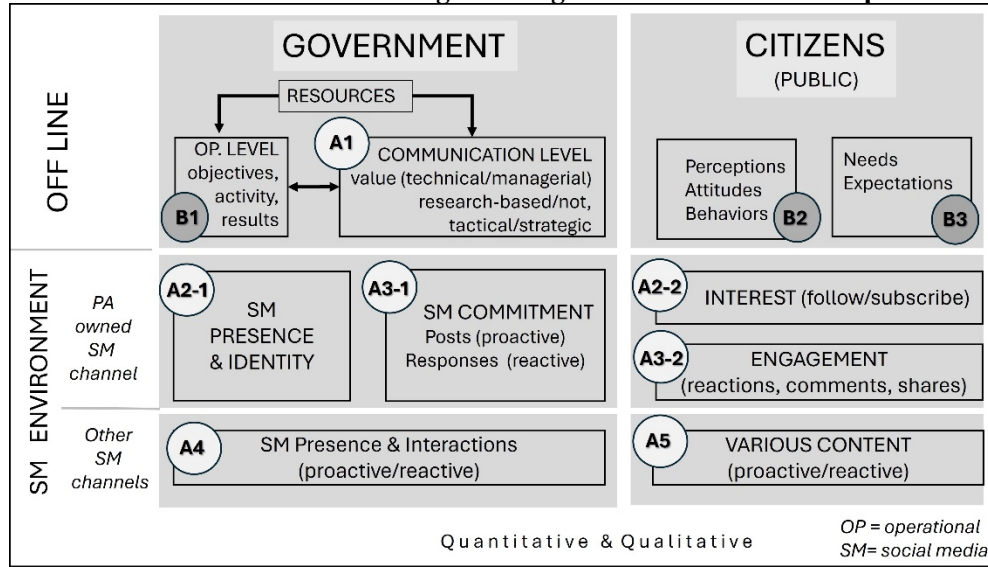 GOVERNMENT
CITIZENS
(PUBLIC)
OFF LINE
RESOURCES
A1
OP. LEVEL
objectives,
activity,
results
B1
COMMUNICATION LEVEL
value (technical/managerial)
research-based/not,
tactical/strategic
Perceptions
Attitudes
Behaviors
B2
Needs
Expectations
B3
SM ENVIRONMENT
PA
owned
SM
channel
A2-1
SM
PRESENCE
& IDENTITY
A3-1
SM COMMITMENT
Posts (proactive)
Responses (reactive)
A2-2
INTEREST (follow/subscribe)
A3-2
ENGAGEMENT
(reactions, comments, shares)
Other
SM
channels
A4
SM Presence & Interactions
(proactive/reactive)
A5
VARIOUS CONTENT
(proactive/reactive)
Quantitative & Qualitative
OP = operational
SM= social media